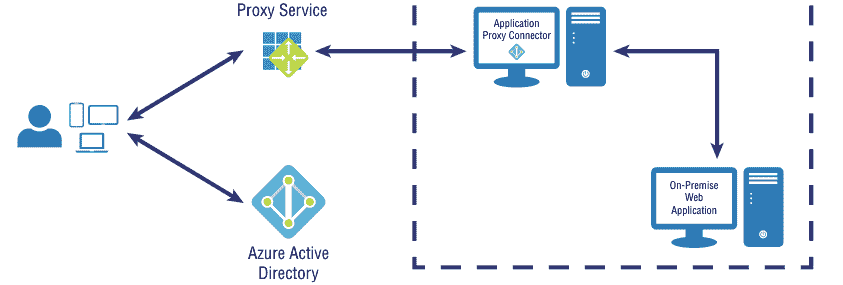 Proxy Service
Application
Proxy Connector
On-Premise
Web
Application
Azure Active
Directory